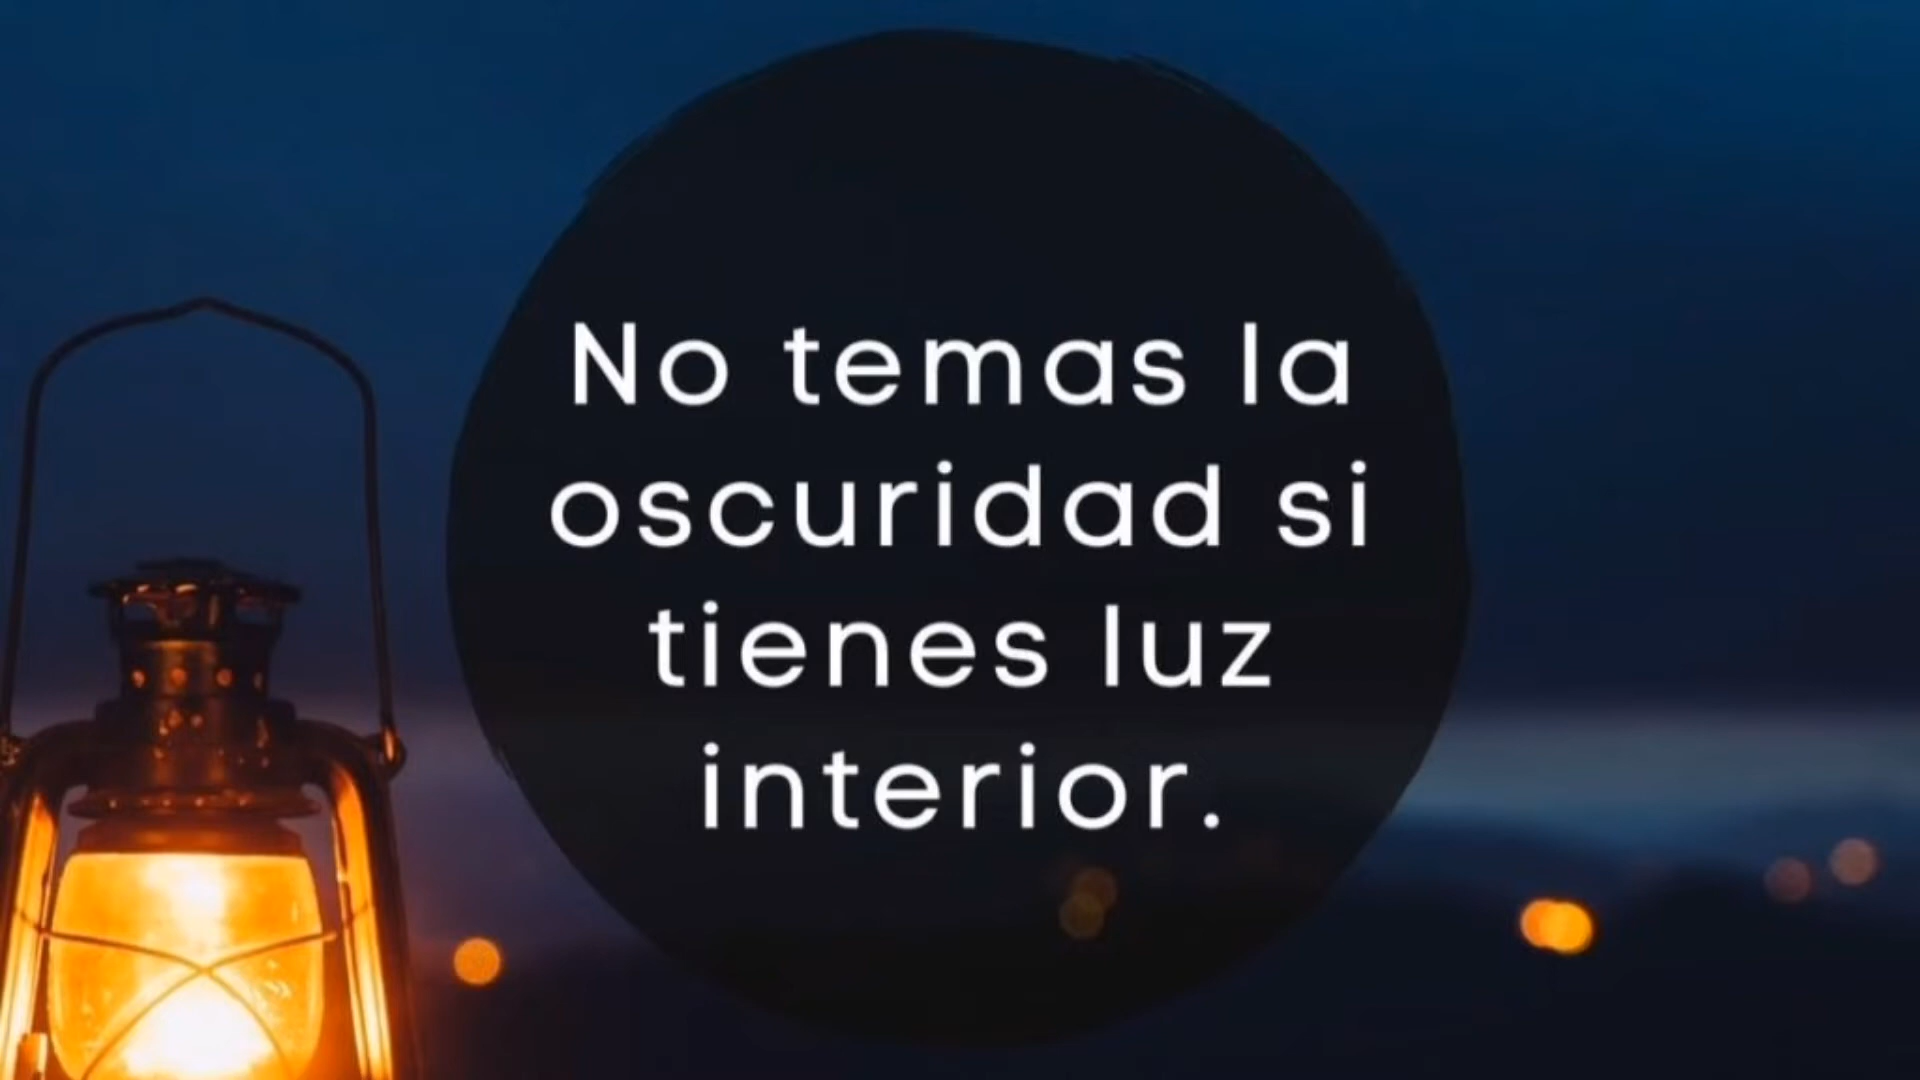 No temas la
oscuridad si
tienes luz
interior.